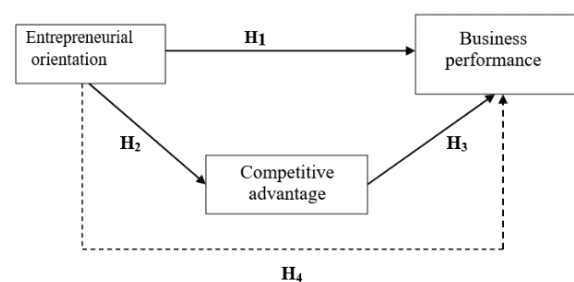 Entrepreneurial
orientation
H1
Business
performance
H₂
H₃
Competitive
advantage
H₄